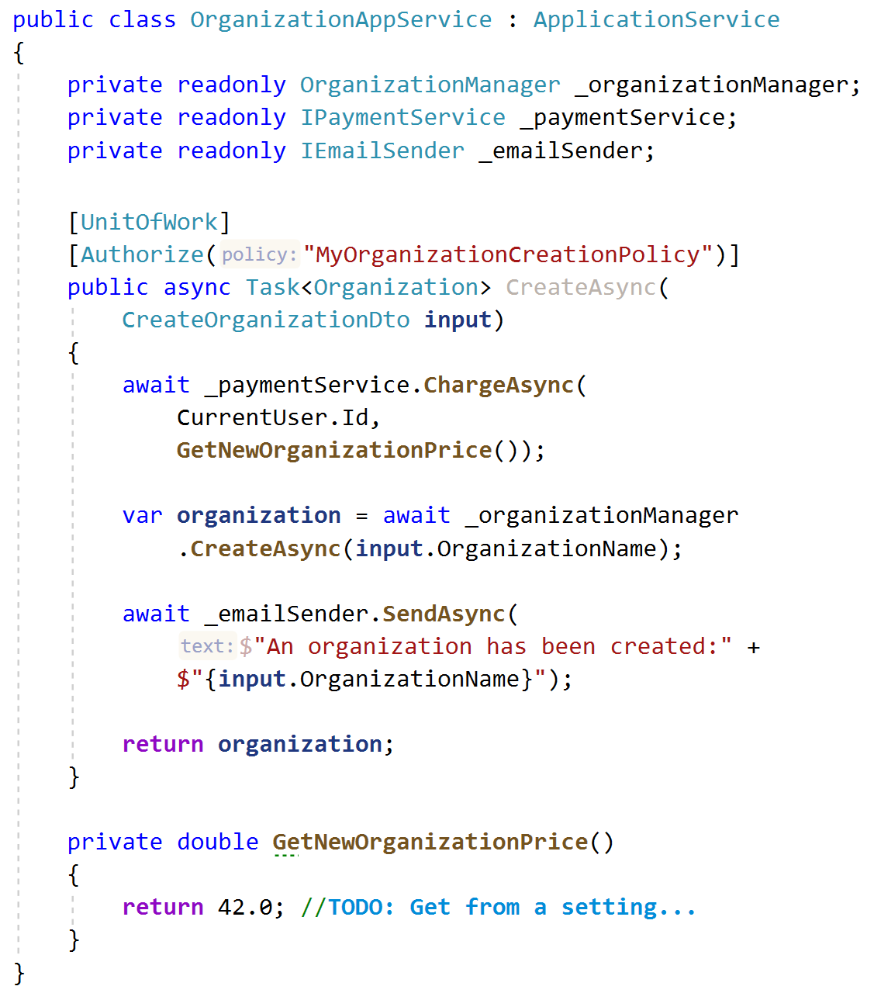 public class OrganizationAppService : ApplicationService
{
    private readonly OrganizationManager _organizationManager;
    private readonly IPaymentService _paymentService;
    private readonly IEmailSender _emailSender;

    [UnitOfWork]
    [Authorize(policy:"MyOrganizationCreationPolicy")]
    public async Task<Organization> CreateAsync(
        CreateOrganizationDto input)
    {
        await _paymentService.ChargeAsync(
            CurrentUser.Id,
            GetNewOrganizationPrice());

        var organization = await _organizationManager
            .CreateAsync(input.OrganizationName);

        await _emailSender.SendAsync(
            text:$"An organization has been created:" +
            $"{input.OrganizationName}");

        return organization;
    }

    private double GetNewOrganizationPrice()
    {
        return 42.0; //TODO: Get from a setting...
    }
}